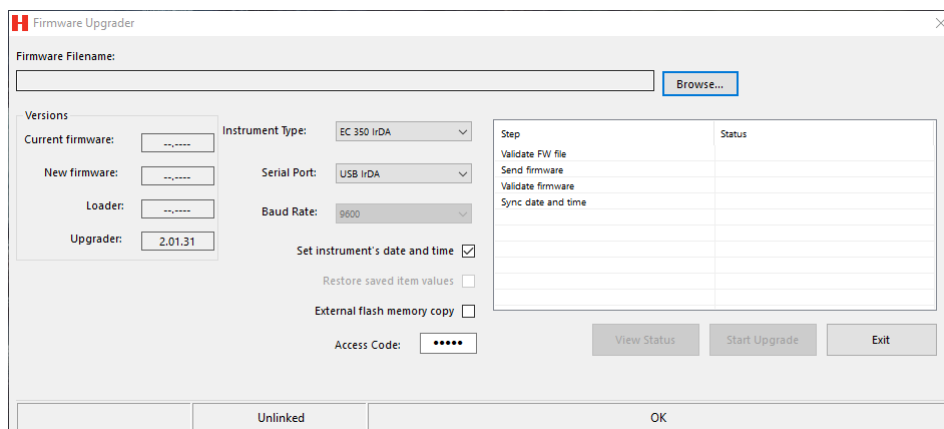 Firmware Upgrader
Firmware Filename:
Browse...
Versions
Current firmware: --.----
New firmware: --.----
Loader: --.----
Upgrader: 2.01.31
Instrument Type: EC 350 IrDA
Serial Port: USB IrDA
Baud Rate: 9600
Set instrument's date and time
Restore saved item values
External flash memory copy
Access Code: •••••
Step Status
Validate FW file
Send firmware
Validate firmware
Sync date and time
View Status Start Upgrade Exit
Unlinked OK